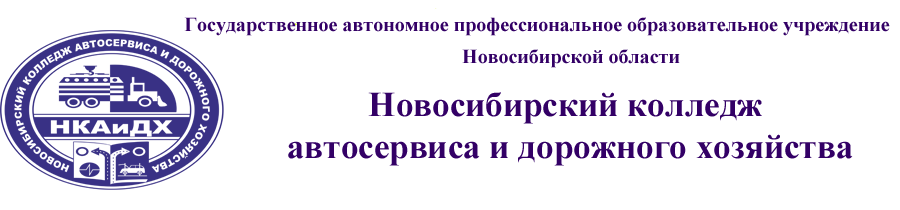 Государственное автономное профессиональное образовательное учреждение
Новосибирской области
Новосибирский колледж
автосервиса и дорожного хозяйства
НОВОСИБИРСКИЙ КОЛЛЕДЖ АВТОСЕРВИСА И ДОРОЖНОГО ХОЗЯЙСТВА
НКАиДХ